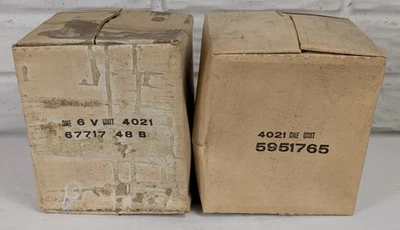 ONE 6 V UNIT 4021
67717 48 B
4021 ONE UNIT
5951765